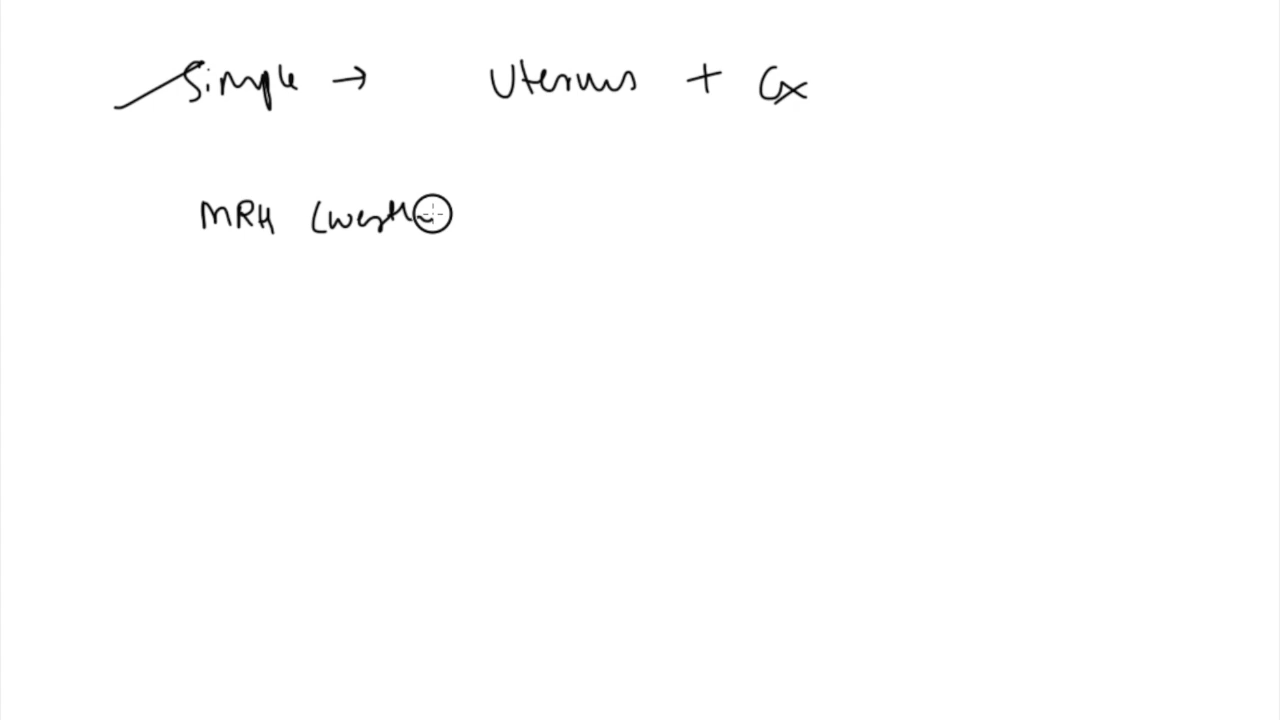 Simple → Uterus + Cx
MRH (